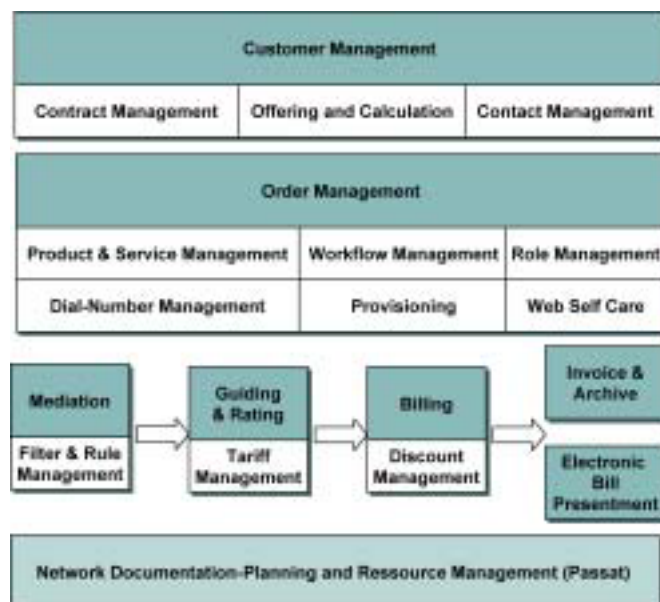 Customer Management
Contract Management Offering and Calculation Contact Management
Order Management
Product & Service Management Workflow Management Role Management
Dial-Number Management Provisioning Web Self Care
Mediation
Filter & Rule
Management
Guiding
& Rating
Tariff
Management
Billing
Discount
Management
Invoice &
Archive
Electronic
Bill
Presentment
Network Documentation-Planning and Ressource Management (Passat)